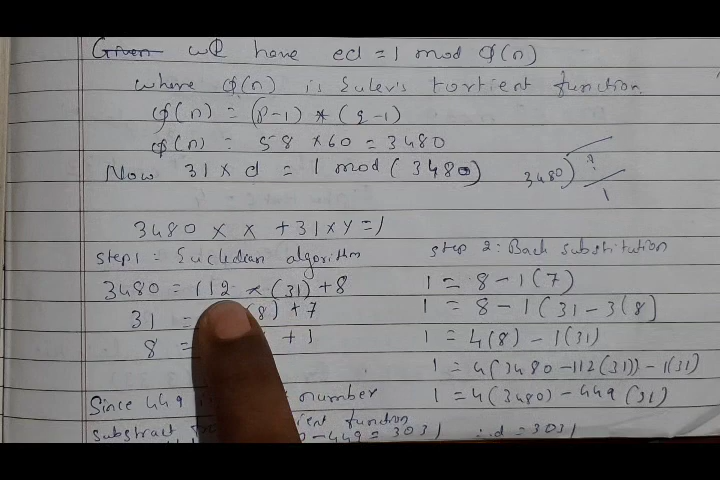 Given we have ed = 1 mod φ(n)
where φ(n) is Euler's tortient function.
φ(n) = (p-1) * (q-1)
φ(n) = 58 × 60 = 3480
Now 31 × d = 1 mod (3480)
3480) ?
1
3480 × x + 31 × y = 1
step 1 = Eucledean algorithm
3480 = 112 × (31) + 8
31 = (8) + 7
8 = + 1
step 2: Back substitution
1 = 8 - 1(7)
1 = 8 - 1(31 - 3(8)
1 = 4(8) - 1(31)
1 = 4(3480 - 112(31)) - 1(31)
1 = 4(3480) - 449(31)
Since 449 number
substract function
-449 = 3031 ∴ d = 3031